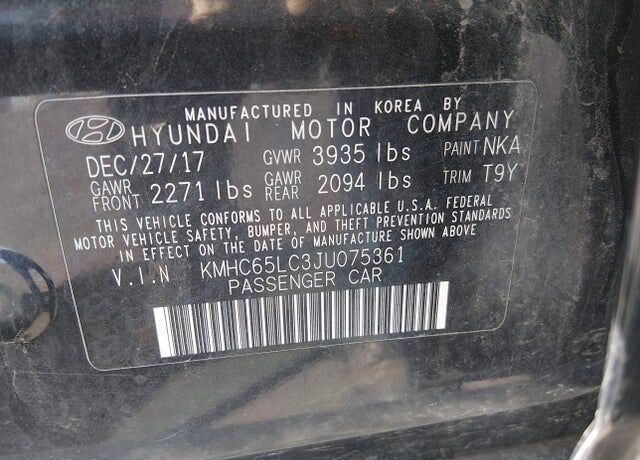 MANUFACTURED IN KOREA BY
HYUNDAI MOTOR COMPANY
DEC/27/17 GVWR 3935 lbs PAINT NKA
GAWR FRONT 2271 lbs GAWR REAR 2094 lbs TRIM T9Y
THIS VEHICLE CONFORMS TO ALL APPLICABLE U.S.A. FEDERAL
MOTOR VEHICLE SAFETY, BUMPER, AND THEFT PREVENTION STANDARDS
IN EFFECT ON THE DATE OF MANUFACTURE SHOWN ABOVE
V.I.N KMHC65LC3JU075361
PASSENGER CAR